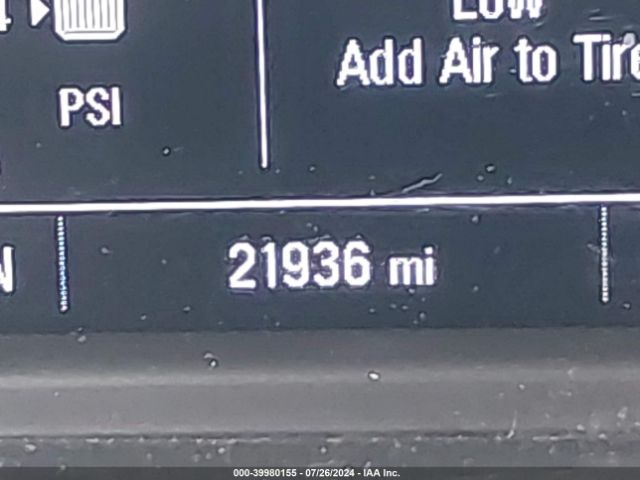 Low
Add Air to Tire
PSI
21936 mi
000-39980155 - 07/26/2024 - IAA Inc.